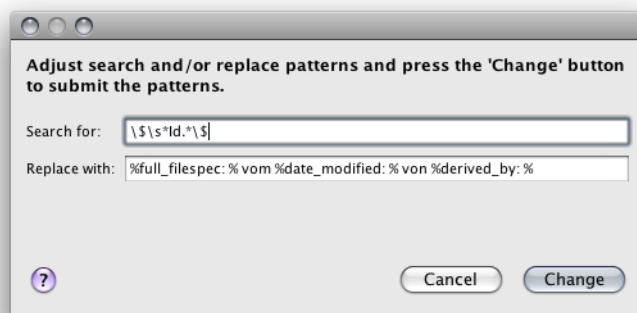 Adjust search and/or replace patterns and press the 'Change' button
to submit the patterns.
Search for: \$\s*Id.*\$
Replace with: %full_filespec: % vom %date_modified: % von %derived_by: %
? Cancel Change